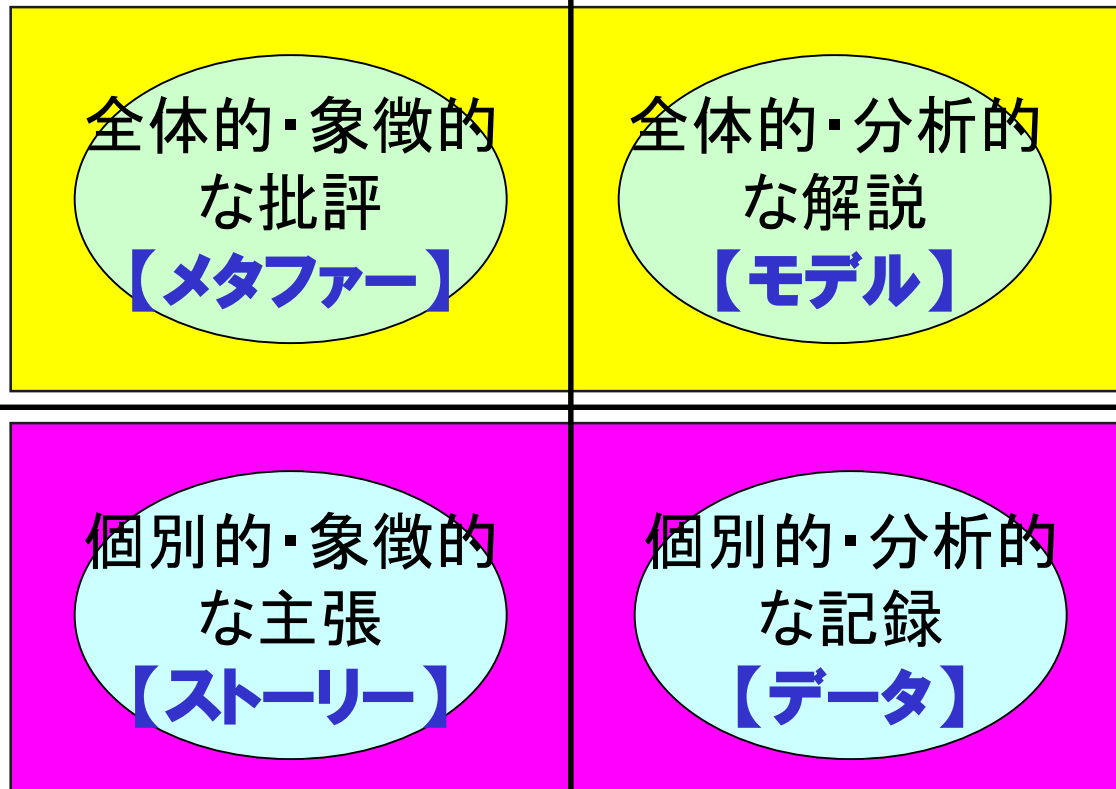 全体的・象徴的
な批評
【メタファー】
全体的・分析的
な解説
【モデル】
個別的・象徴的
な主張
【ストーリー】
個別的・分析的
な記録
【データ】